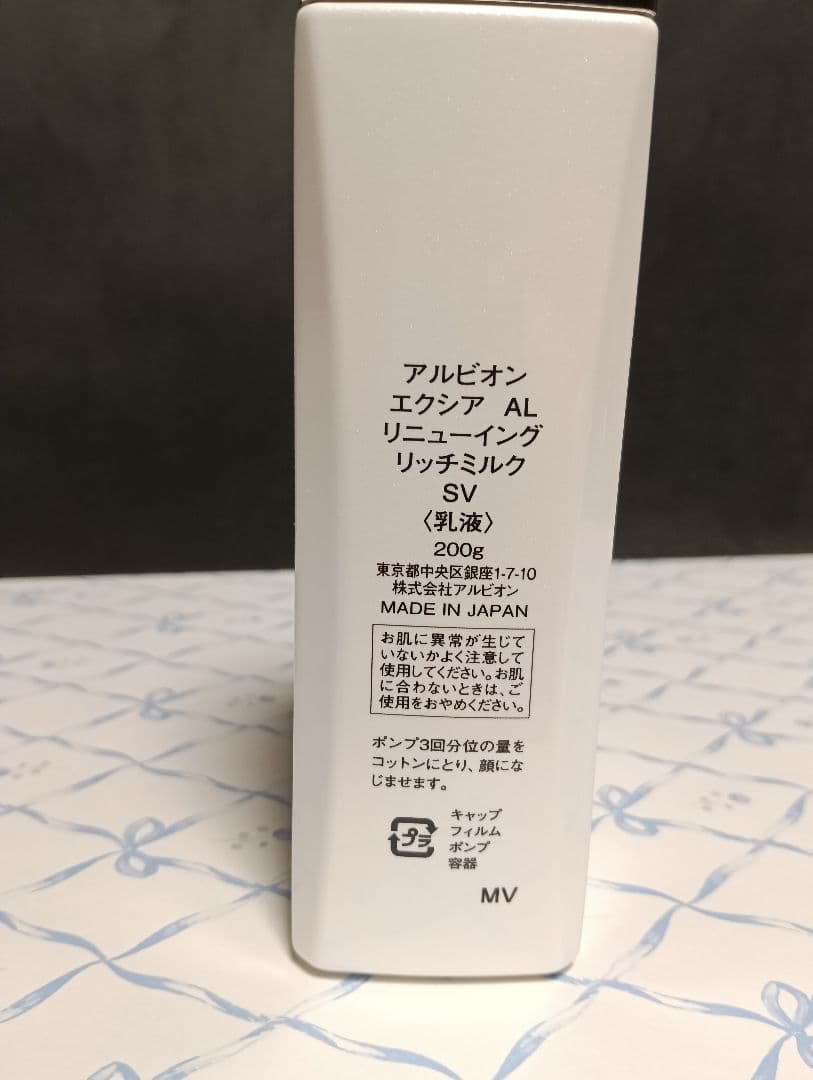 アルビオン
エクシア AL
リニューイング
リッチミルク
SV
〈乳液〉
200g
東京都中央区銀座1-7-10
株式会社アルビオン
MADE IN JAPAN
お肌に異常が生じて
いないかよく注意して
使用してください。お肌
に合わないときは、ご
使用をおやめください。
ポンプ3回分位の量を
コットンにとり、顔にな
じませます。
プラ
キャップ
フィルム
ポンプ
容器
MV